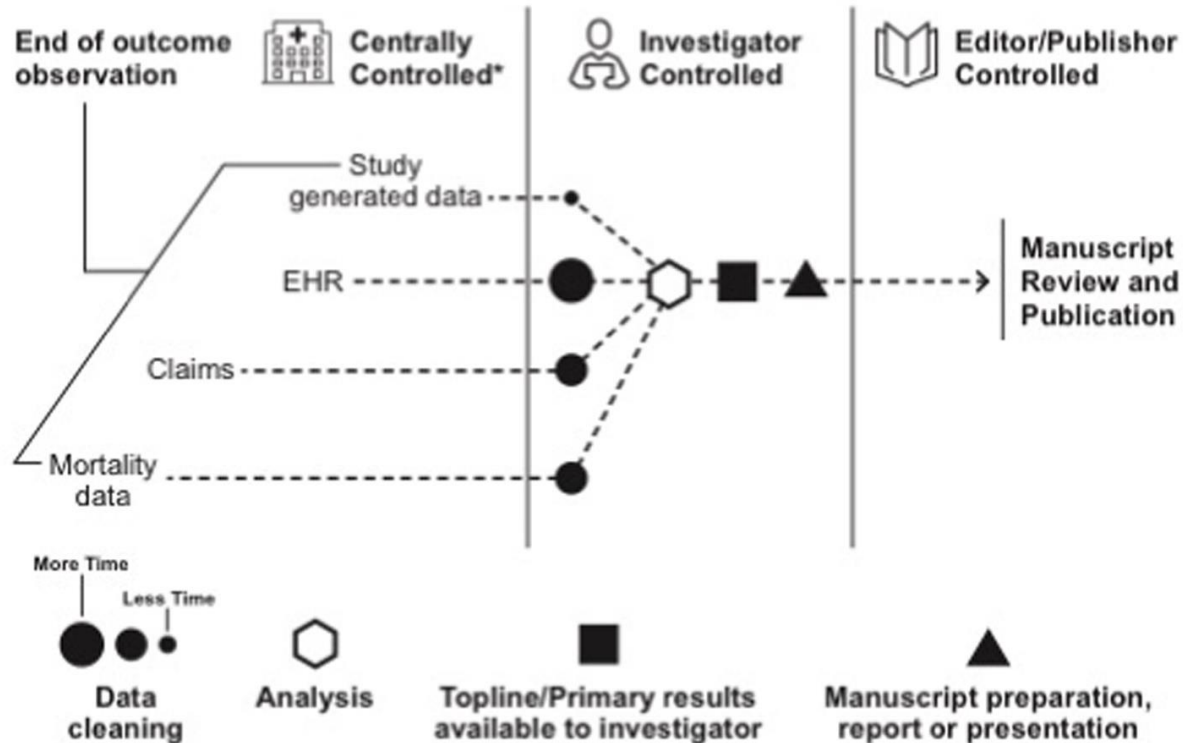 End of outcome
observation
Centrally
Controlled*
Investigator
Controlled
Editor/Publisher
Controlled
Study
generated data
EHR
Claims
Mortality
data
Manuscript
Review and
Publication
More Time
Less Time
Data
cleaning
Analysis
Topline/Primary results
available to investigator
Manuscript preparation,
report or presentation